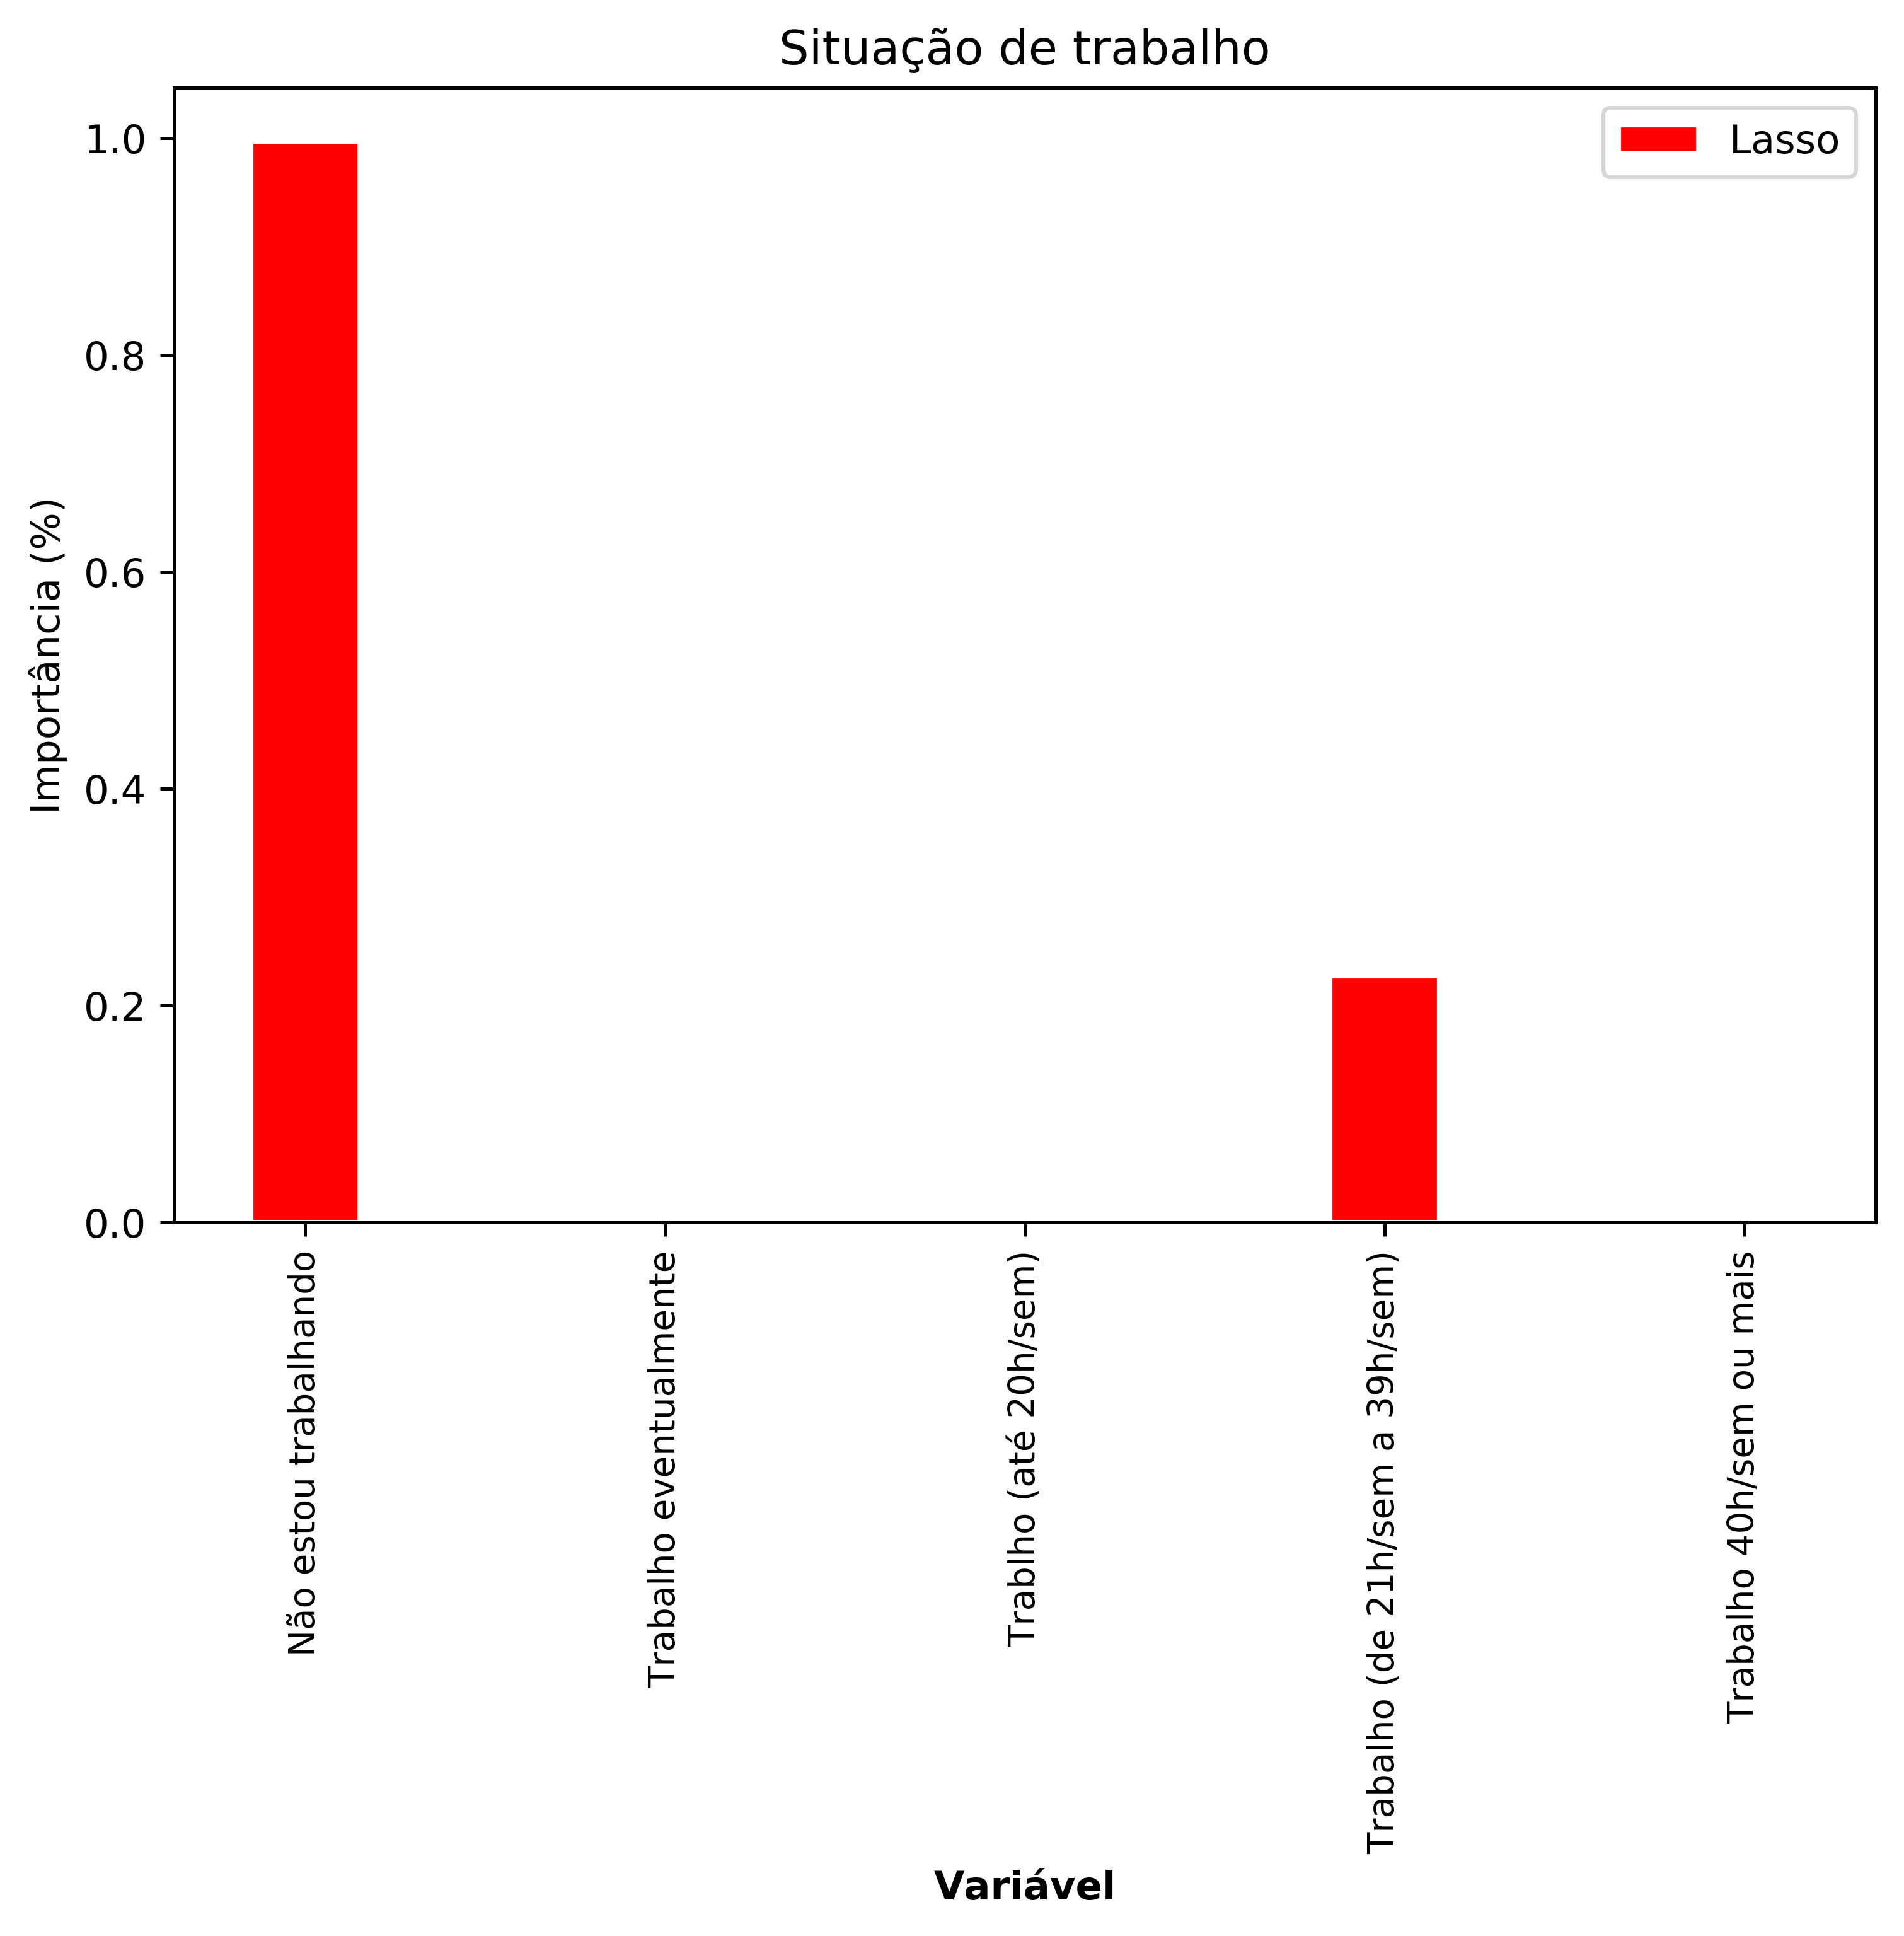 Situação de trabalho
Lasso
Importância (%)
1.0
0.8
0.6
0.4
0.2
0.0
Não estou trabalhando
Trabalho eventualmente
Trablho (até 20h/sem)
Trabalho (de 21h/sem a 39h/sem)
Trabalho 40h/sem ou mais
Variável